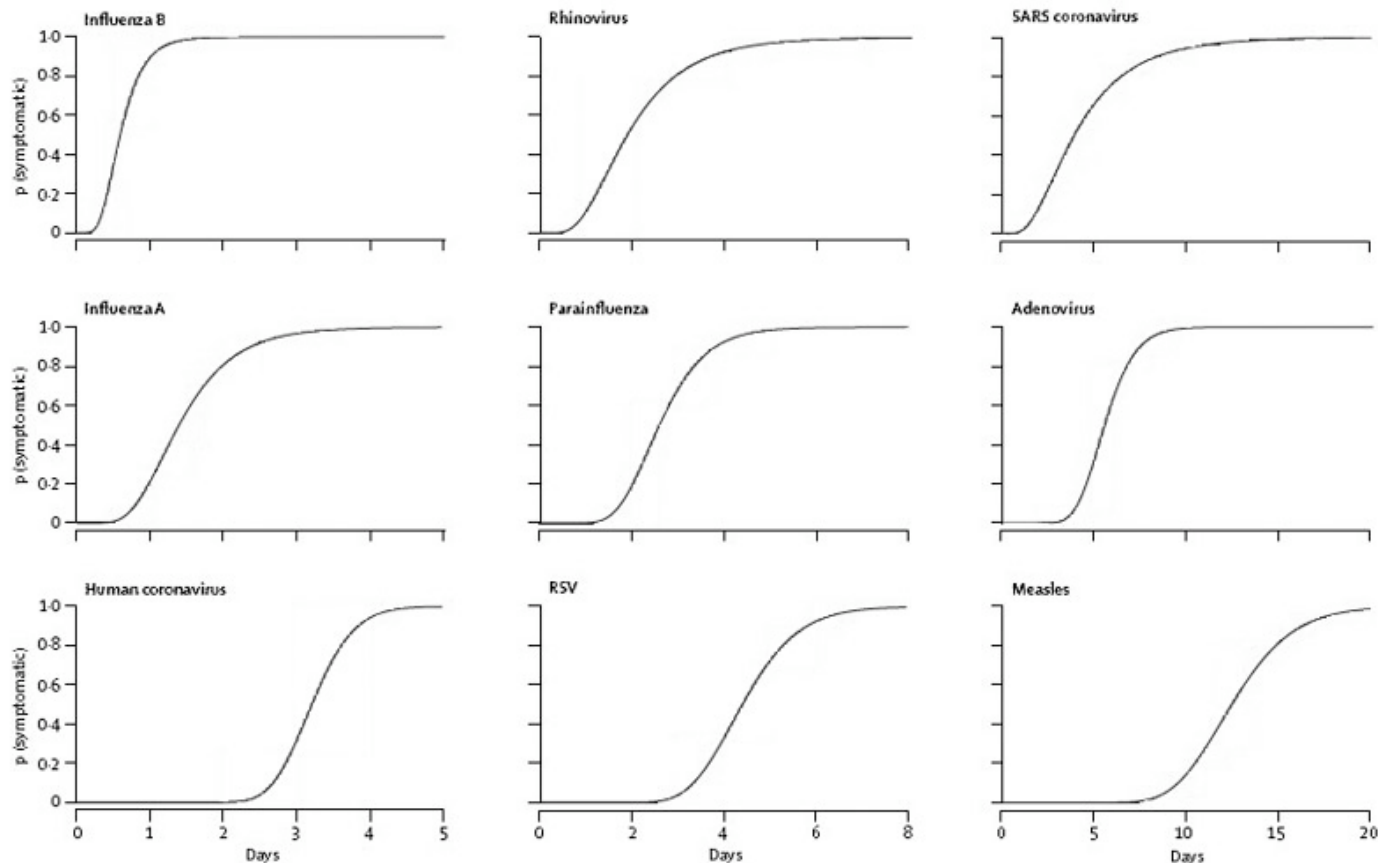 Influenza B
Rhinovirus
SARS coronavirus
p (symptomatic)
1·0
0·8
0·6
0·4
0·2
0
Influenza A
Parainfluenza
Adenovirus
p (symptomatic)
1·0
0·8
0·6
0·4
0·2
0
Human coronavirus
RSV
Measles
p (symptomatic)
1·0
0·8
0·6
0·4
0·2
0
0 1 2 3 4 5
0 2 4 6 8
0 5 10 15 20
Days
Days
Days